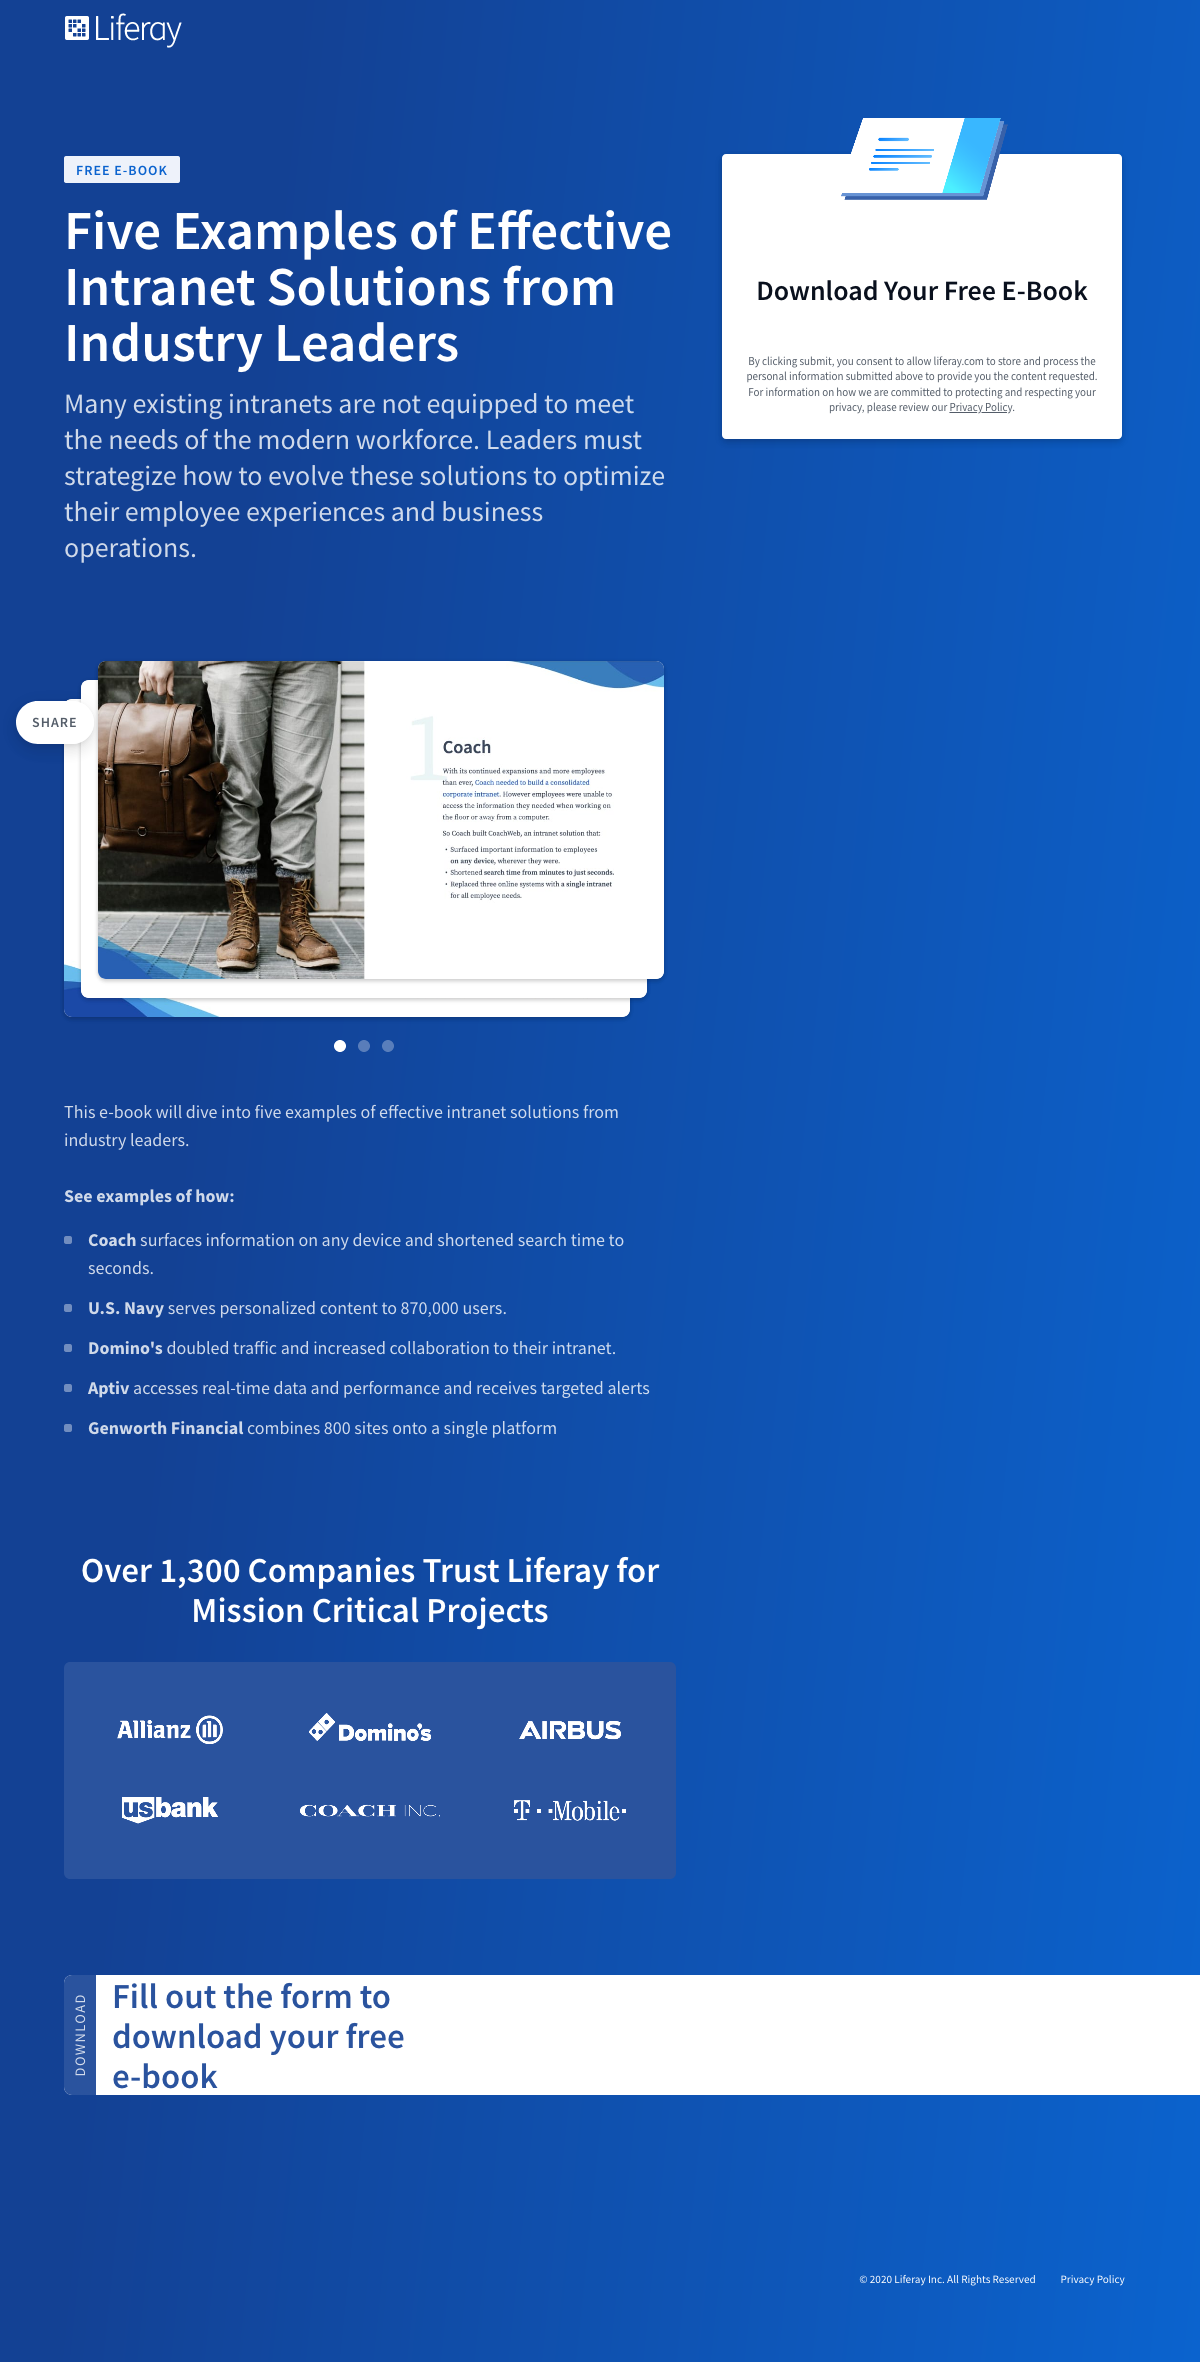 Liferay
FREE E-BOOK
Five Examples of Effective
Intranet Solutions from
Industry Leaders
Many existing intranets are not equipped to meet
the needs of the modern workforce. Leaders must
strategize how to evolve these solutions to optimize
their employee experiences and business
operations.
Download Your Free E-Book
By clicking submit, you consent to allow liferay.com to store and process the
personal information submitted above to provide you the content requested.
For information on how we are committed to protecting and respecting your
privacy, please review our Privacy Policy.
SHARE
1
Coach
With its continued expansions and more employees
than ever, Coach needed to build a consolidated
corporate intranet. However employees were unable to
access the information they needed when working on
the floor or away from a computer.
So Coach built CoachWeb, an intranet solution that:
• Surfaced important information to employees
on any device, wherever they were.
• Shortened search time from minutes to just seconds.
• Replaced three online systems with a single intranet
for all employee needs.
This e-book will dive into five examples of effective intranet solutions from
industry leaders.
See examples of how:
Coach surfaces information on any device and shortened search time to
seconds.
U.S. Navy serves personalized content to 870,000 users.
Domino's doubled traffic and increased collaboration to their intranet.
Aptiv accesses real-time data and performance and receives targeted alerts
Genworth Financial combines 800 sites onto a single platform
Over 1,300 Companies Trust Liferay for
Mission Critical Projects
Allianz Domino's AIRBUS
usbank COACH INC. T··Mobile·
DOWNLOAD
Fill out the form to
download your free
e-book
© 2020 Liferay Inc. All Rights Reserved Privacy Policy